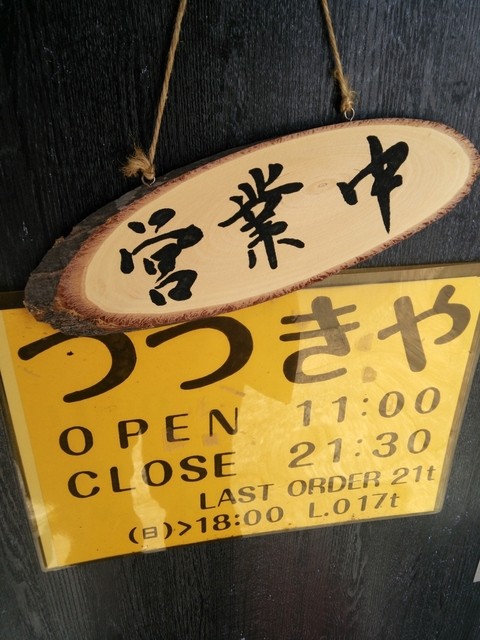 営業中
つつきや
OPEN 11:00
CLOSE 21:30
LAST ORDER 21t
(日)>18:00 L.O17t